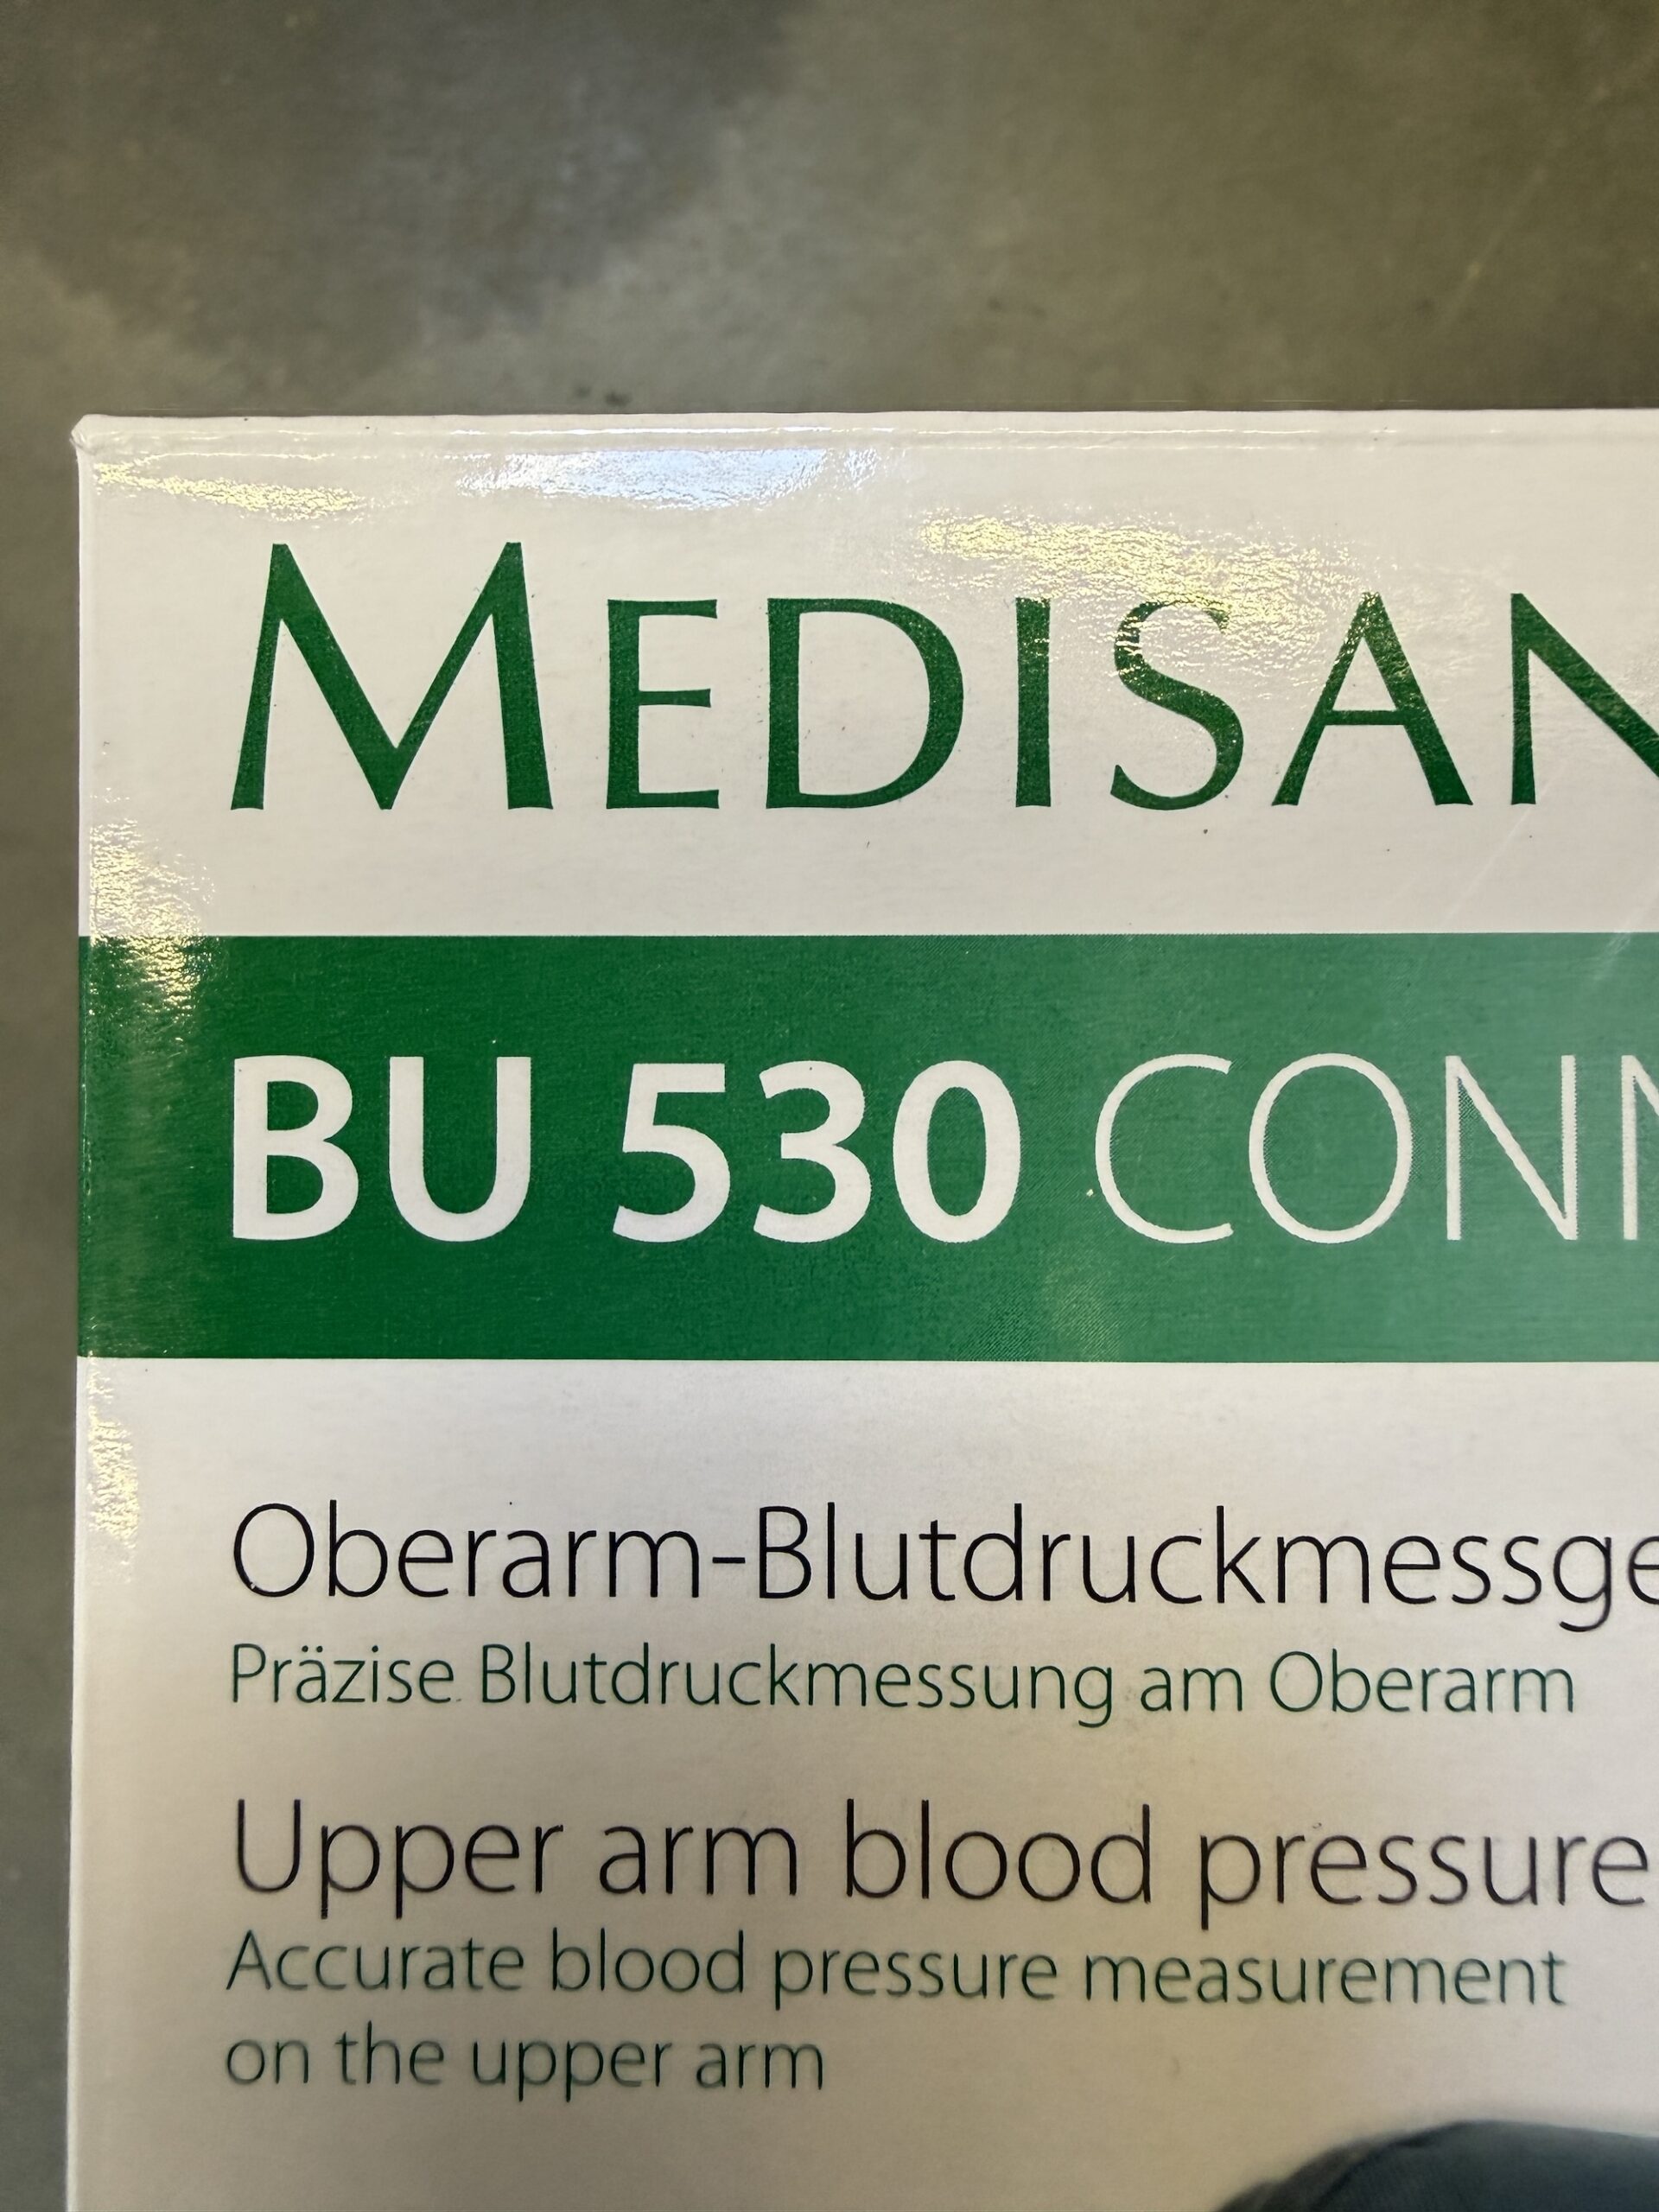 MEDISAN
BU 530 CONN
Oberarm-Blutdruckmessge
Präzise Blutdruckmessung am Oberarm
Upper arm blood pressure
Accurate blood pressure measurement
on the upper arm